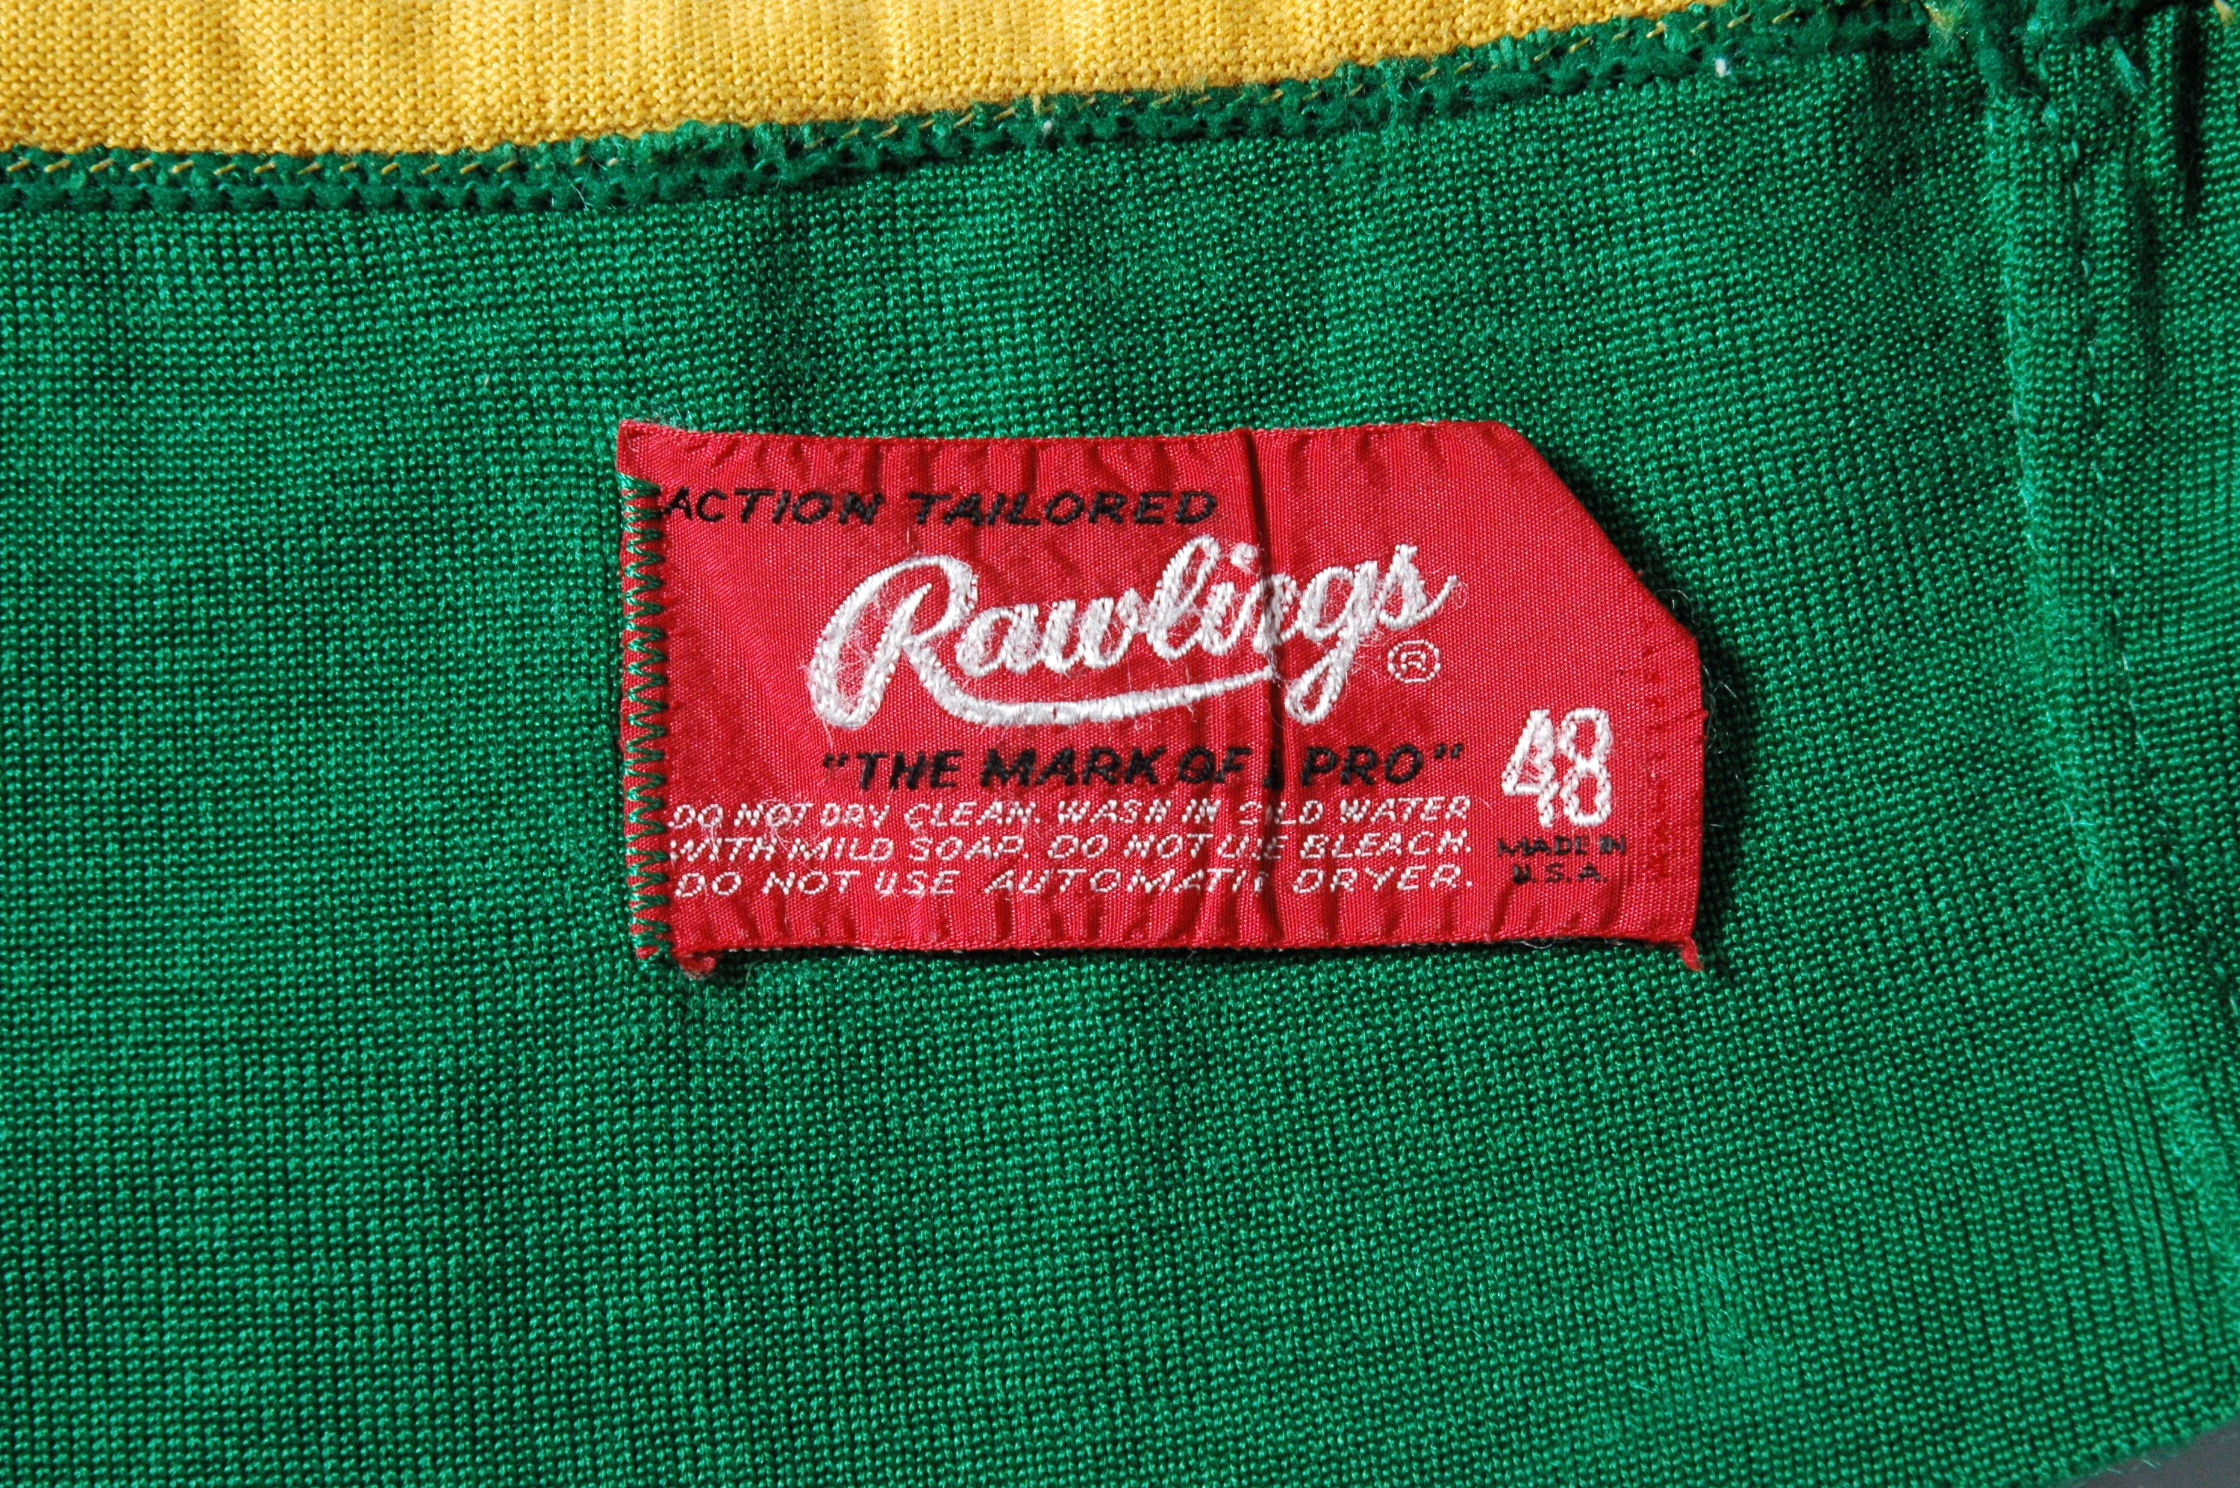 ACTION TAILORED
Rawlings ®
"THE MARK OF A PRO"
DO NOT DRY CLEAN. WASH IN COLD WATER
WITH MILD SOAP. DO NOT USE BLEACH.
DO NOT USE AUTOMATIC DRYER.
48
MADE IN
U.S.A.